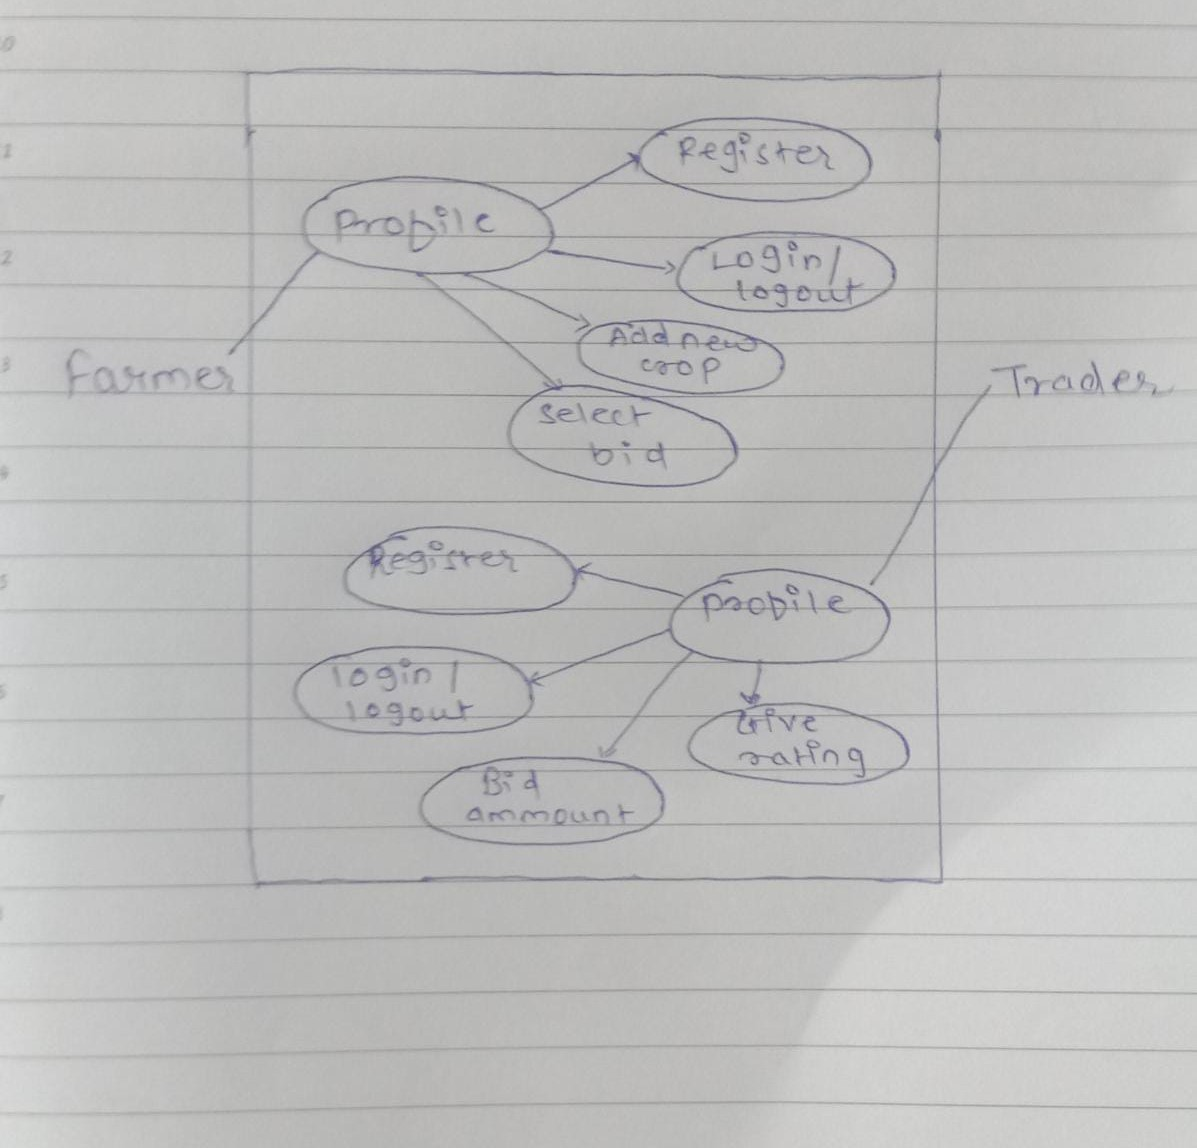 Register
Profile
Login/
logout
Add new
crop
Farmer
Trader
Select
bid
Register
Profile
login/
logout
Give
rating
Bid
ammount